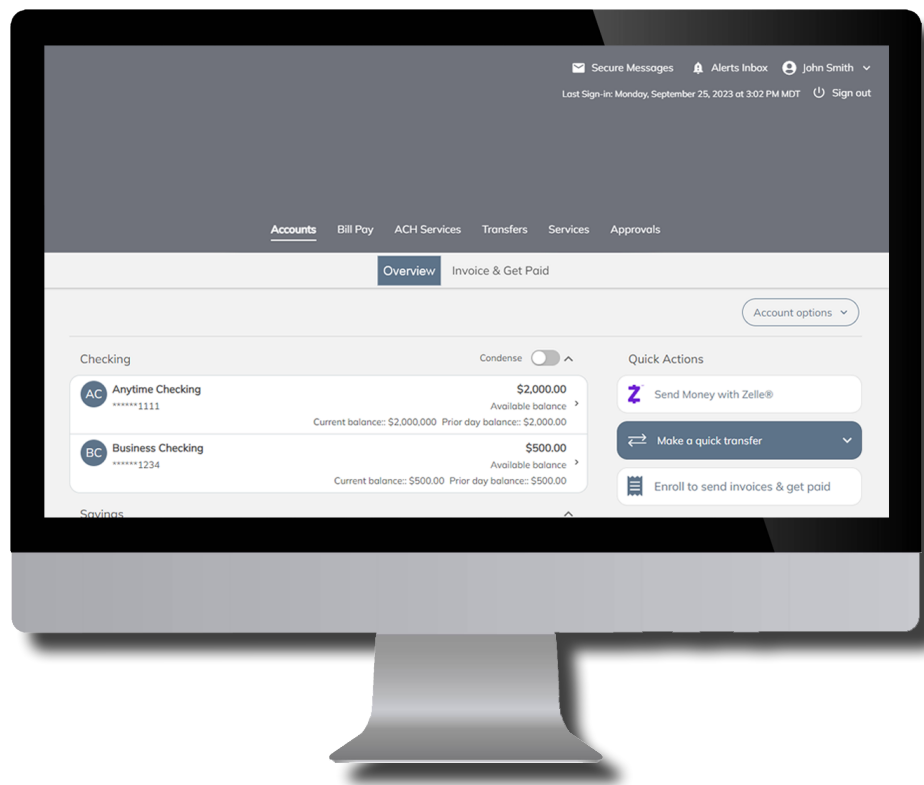 Secure Messages Alerts Inbox John Smith
Last Sign-in: Monday, September 25, 2023 at 3:02 PM MDT Sign out
Accounts Bill Pay ACH Services Transfers Services Approvals
Overview Invoice & Get Paid
Account options
Checking Condense
AC Anytime Checking $2,000.00
******1111 Available balance
Current balance:: $2,000,000 Prior day balance:: $2,000.00
BC Business Checking $500.00
******1234 Available balance
Current balance:: $500.00 Prior day balance:: $500.00
Savings
Quick Actions
Send Money with Zelle®
Make a quick transfer
Enroll to send invoices & get paid